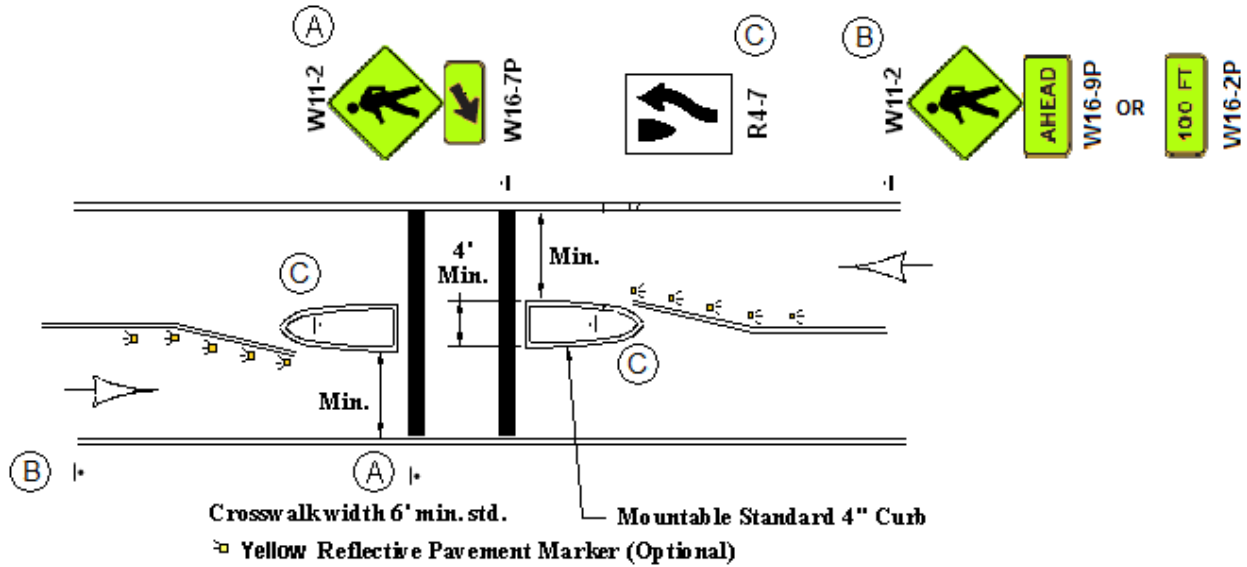 A
C
B
W11-2
W16-7P
R4-7
W11-2
AHEAD
W16-9P
OR
100 FT
W16-2P
C
4'
Min.
Min.
C
Min.
B
A
Crosswalk width 6' min. std.
Mountable Standard 4" Curb
Yellow Reflective Pavement Marker (Optional)